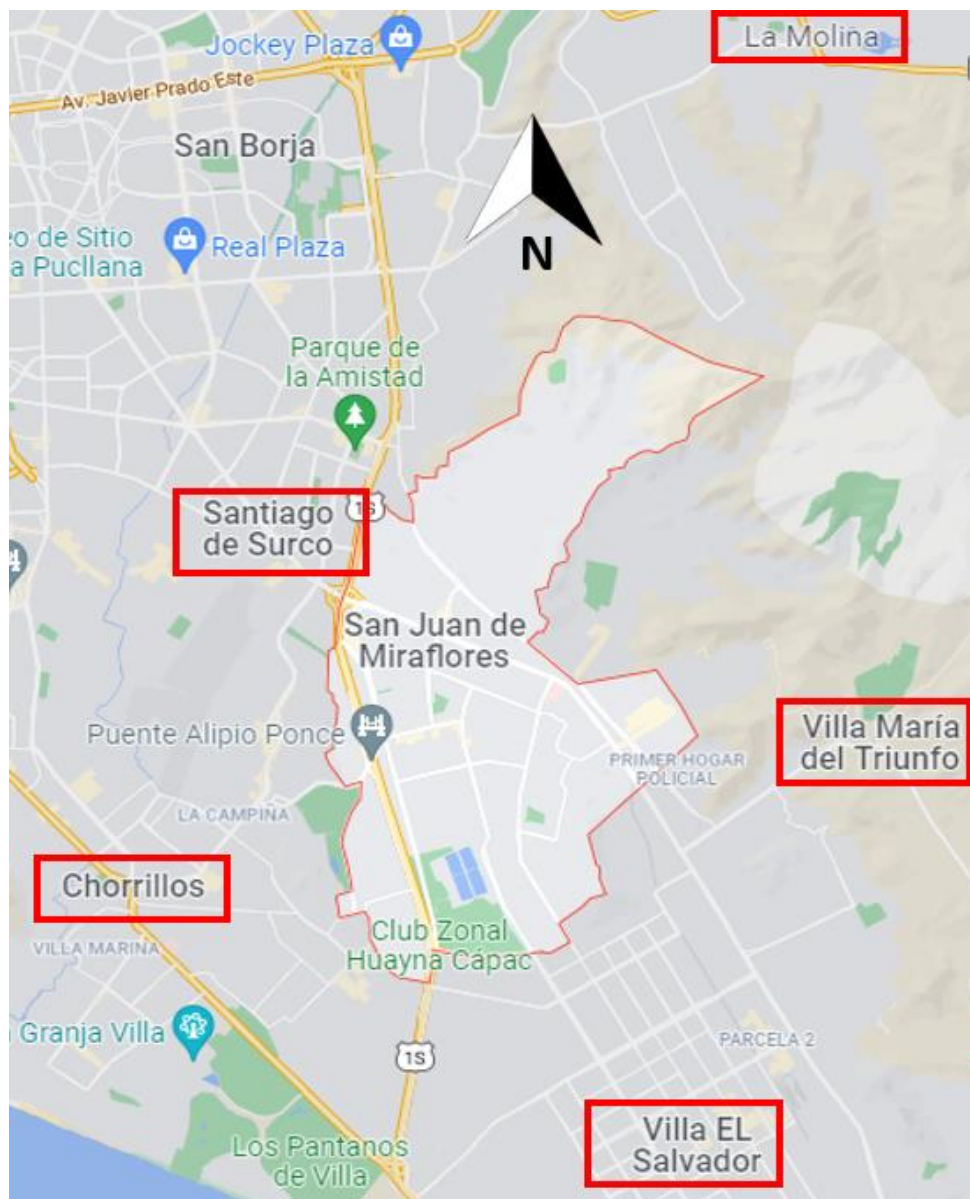 La Molina
Jockey Plaza
Av. Javier Prado Este
San Borja
eo de Sitio
a Pucllana
Real Plaza
N
Parque de
la Amistad
Santiago
de Surco
1S
San Juan de
Miraflores
Puente Alipio Ponce
Villa María
del Triunfo
PRIMER HOGAR
POLICIAL
LA CAMPIÑA
Chorrillos
Club Zonal
Huayna Cápac
VILLA MARINA
Granja Villa
1S
PARCELA 2
Los Pantanos
de Villa
Villa EL
Salvador